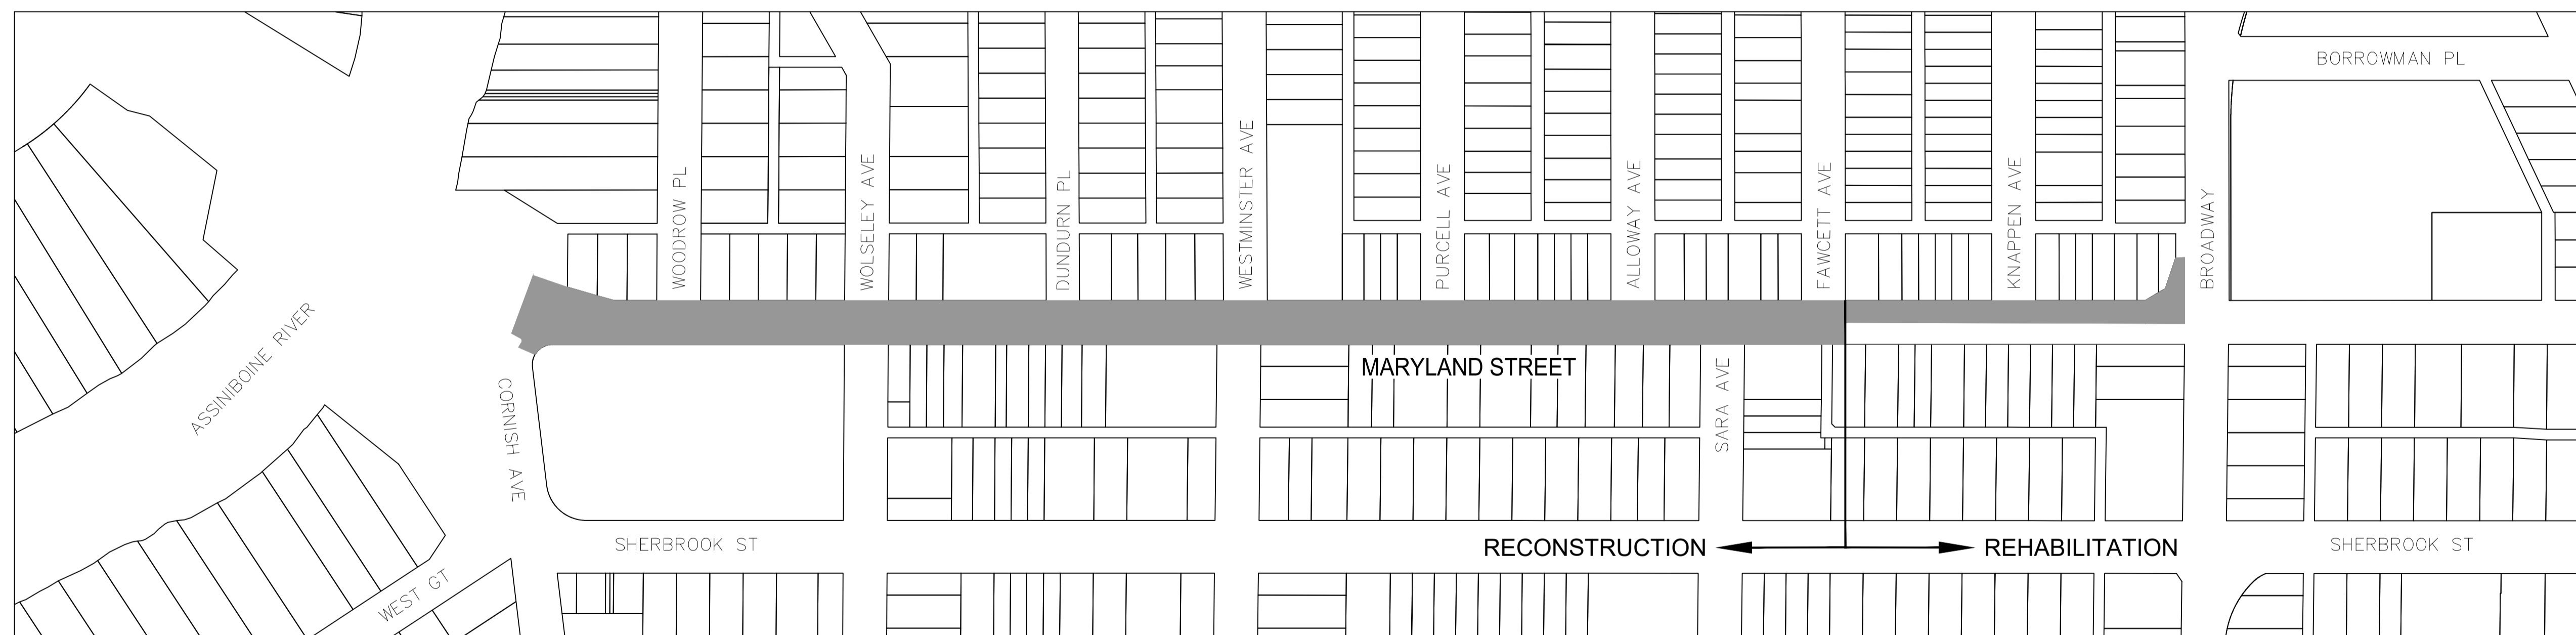 BORROWMAN PL
WOODROW PL
WOLSELEY AVE
DUNDURN PL
WESTMINSTER AVE
PURCELL AVE
ALLOWAY AVE
FAWCETT AVE
KNAPPEN AVE
BROADWAY
ASSINIBOINE RIVER
CORNISH AVE
MARYLAND STREET
SARA AVE
SHERBROOK ST
RECONSTRUCTION
REHABILITATION
SHERBROOK ST
WEST GT